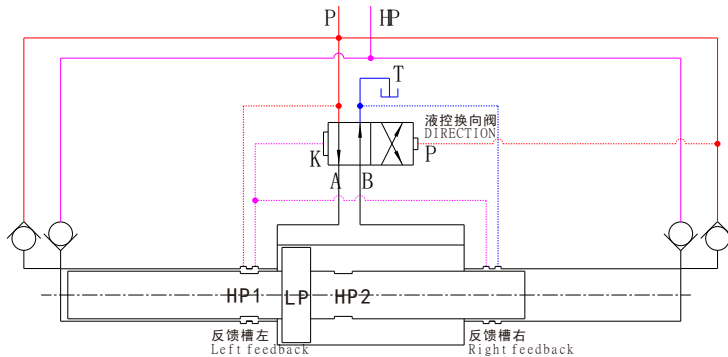 P
HP
T
液控换向阀
DIRECTION
K
P
A
B
HP1
LP
HP2
反馈槽左
Left feedback
反馈槽右
Right feedback